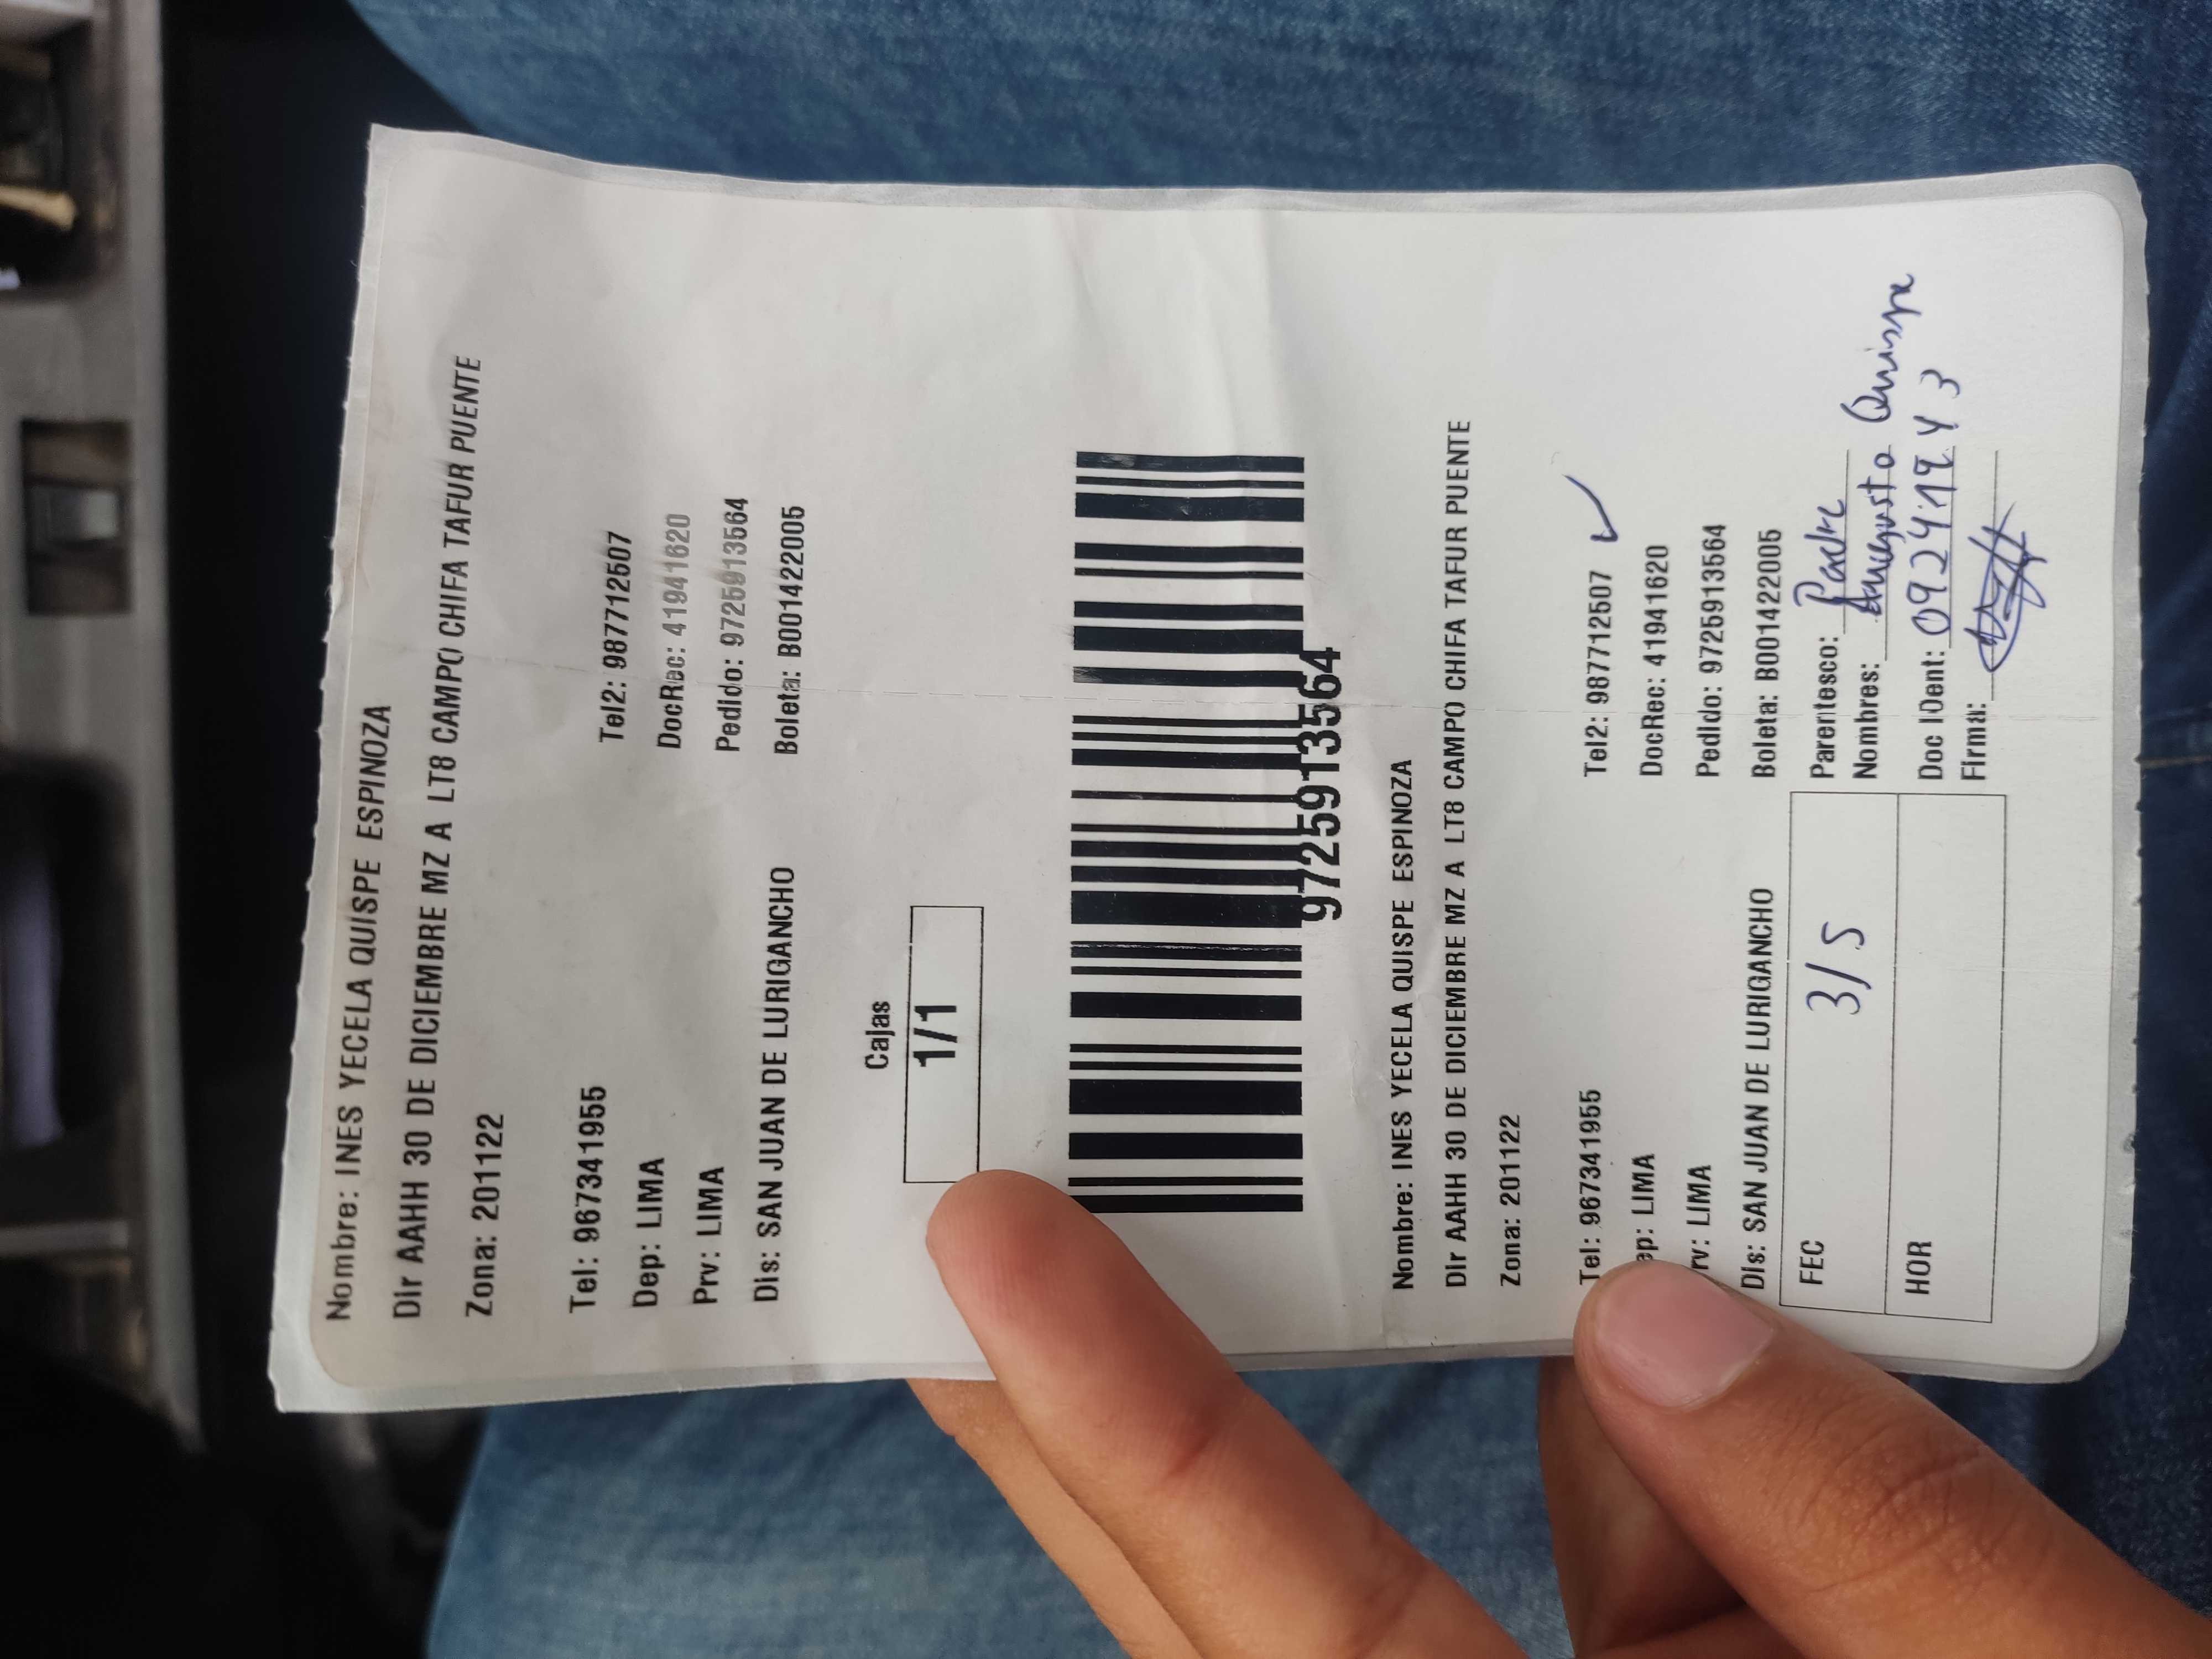 Nombre: INES YECELA QUISPE ESPINOZA
Dir AAHH 30 DE DICIEMBRE MZ A LT8 CAMPO CHIFA TAFUR PUENTE
Zona: 201122
Tel: 967341955 Tel2: 987712507
Dep: LIMA DocRec: 41941620
Prv: LIMA Pedido: 9725913564
Dis: SAN JUAN DE LURIGANCHO Boleta: B001422005
Cajas
1/1
9725913564
Nombre: INES YECELA QUISPE ESPINOZA
Dir AAHH 30 DE DICIEMBRE MZ A LT8 CAMPO CHIFA TAFUR PUENTE
Zona: 201122
Tel: 967341955 Tel2: 987712507
ep: LIMA DocRec: 41941620
rv: LIMA Pedido: 9725913564
Dis: SAN JUAN DE LURIGANCHO Boleta: B001422005
FEC 3/5 Parentesco: Padre
Nombres: Augusto Quispe
HOR Doc IDent:
Firma: